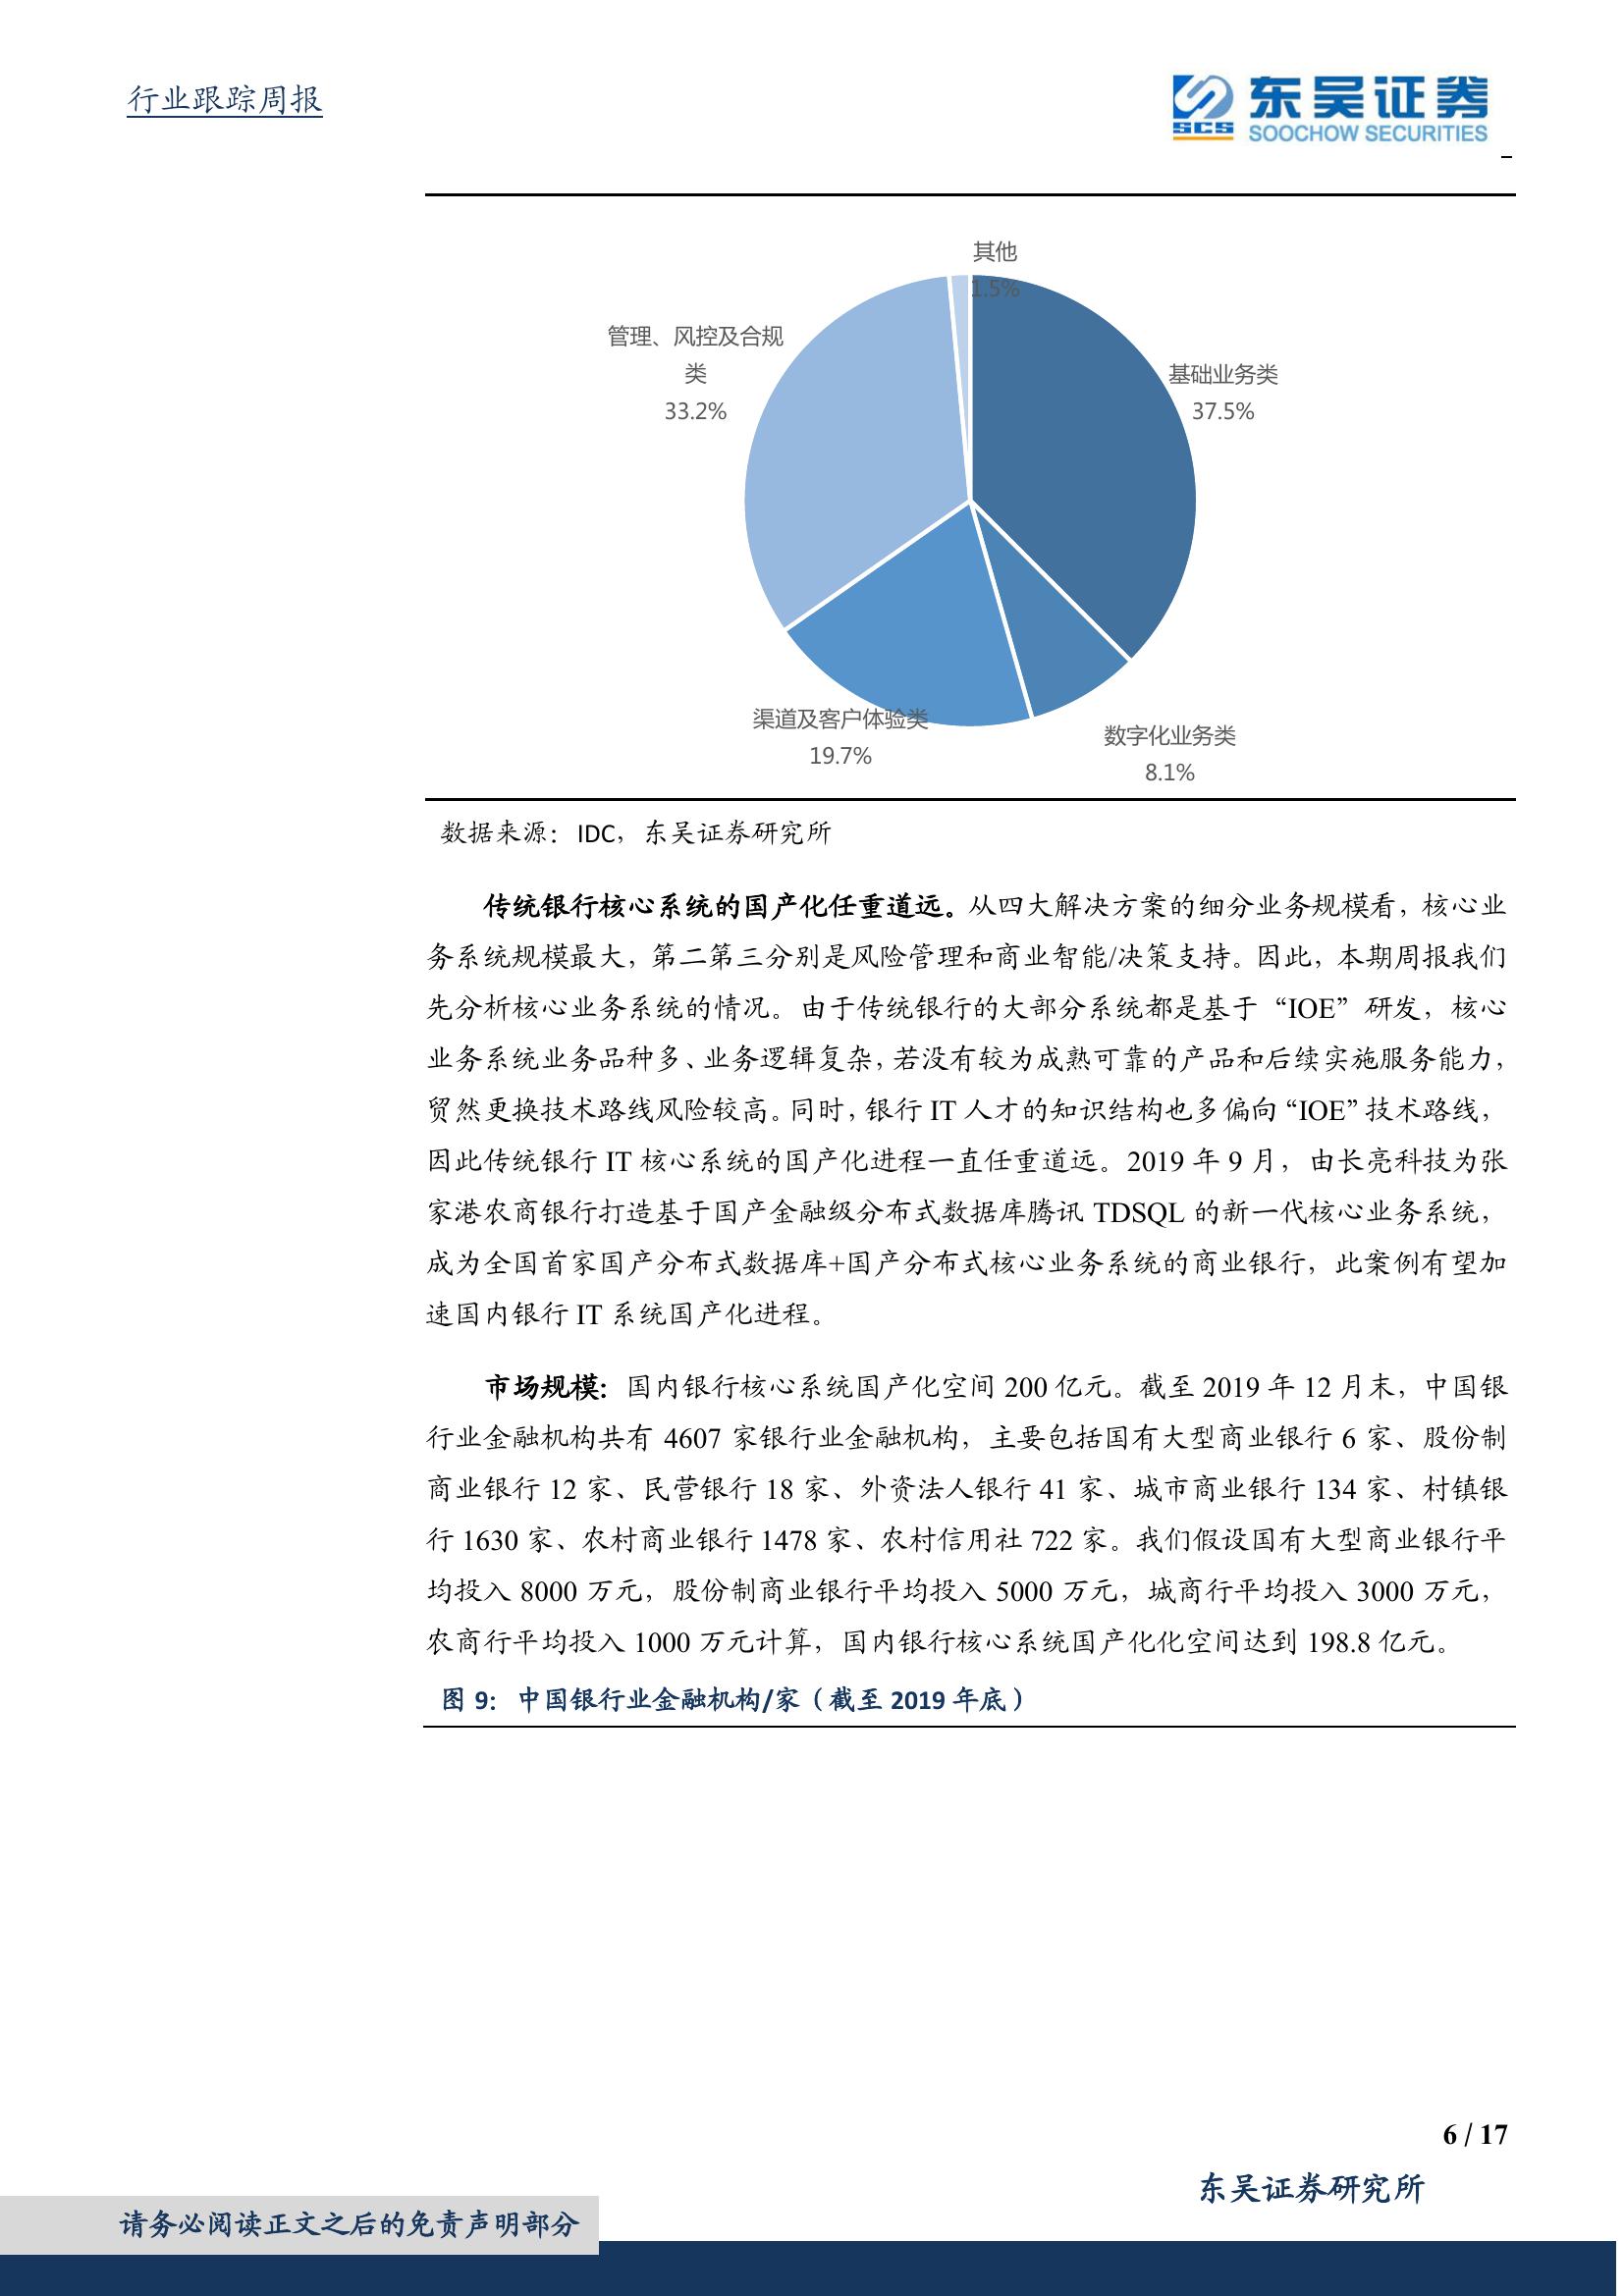 行业跟踪周报
SCS
东吴证券
SOOCHOW SECURITIES
其他
1.5%
管理、风控及合规
类
33.2%
基础业务类
37.5%
渠道及客户体验类
19.7%
数字化业务类
8.1%
数据来源：IDC，东吴证券研究所
传统银行核心系统的国产化任重道远。从四大解决方案的细分业务规模看，核心业
务系统规模最大，第二第三分别是风险管理和商业智能/决策支持。因此，本期周报我们
先分析核心业务系统的情况。由于传统银行的大部分系统都是基于“IOE”研发，核心
业务系统业务品种多、业务逻辑复杂，若没有较为成熟可靠的产品和后续实施服务能力，
贸然更换技术路线风险较高。同时，银行 IT 人才的知识结构也多偏向“IOE”技术路线，
因此传统银行 IT 核心系统的国产化进程一直任重道远。2019 年 9 月，由长亮科技为张
家港农商银行打造基于国产金融级分布式数据库腾讯 TDSQL 的新一代核心业务系统，
成为全国首家国产分布式数据库+国产分布式核心业务系统的商业银行，此案例有望加
速国内银行 IT 系统国产化进程。
市场规模：国内银行核心系统国产化空间 200 亿元。截至 2019 年 12 月末，中国银
行业金融机构共有 4607 家银行业金融机构，主要包括国有大型商业银行 6 家、股份制
商业银行 12 家、民营银行 18 家、外资法人银行 41 家、城市商业银行 134 家、村镇银
行 1630 家、农村商业银行 1478 家、农村信用社 722 家。我们假设国有大型商业银行平
均投入 8000 万元，股份制商业银行平均投入 5000 万元，城商行平均投入 3000 万元，
农商行平均投入 1000 万元计算，国内银行核心系统国产化化空间达到 198.8 亿元。
图 9：中国银行业金融机构/家（截至 2019 年底）
6 / 17
东吴证券研究所
请务必阅读正文之后的免责声明部分